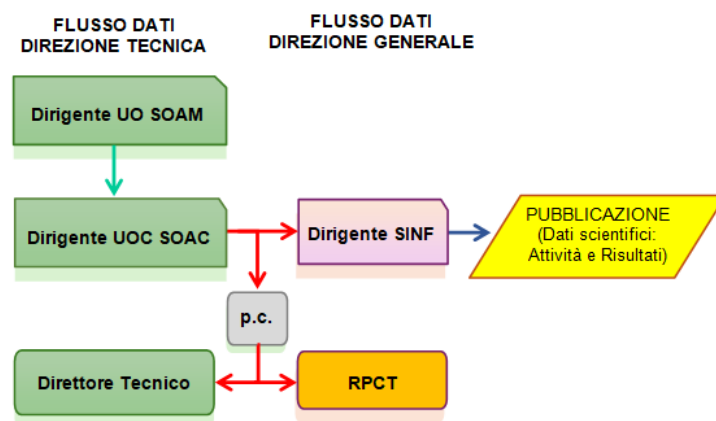 FLUSSO DATI
DIREZIONE TECNICA
FLUSSO DATI
DIREZIONE GENERALE
Dirigente UO SOAM
Dirigente UOC SOAC
Dirigente SINF
PUBBLICAZIONE
(Dati scientifici:
Attività e Risultati)
p.c.
Direttore Tecnico
RPCT